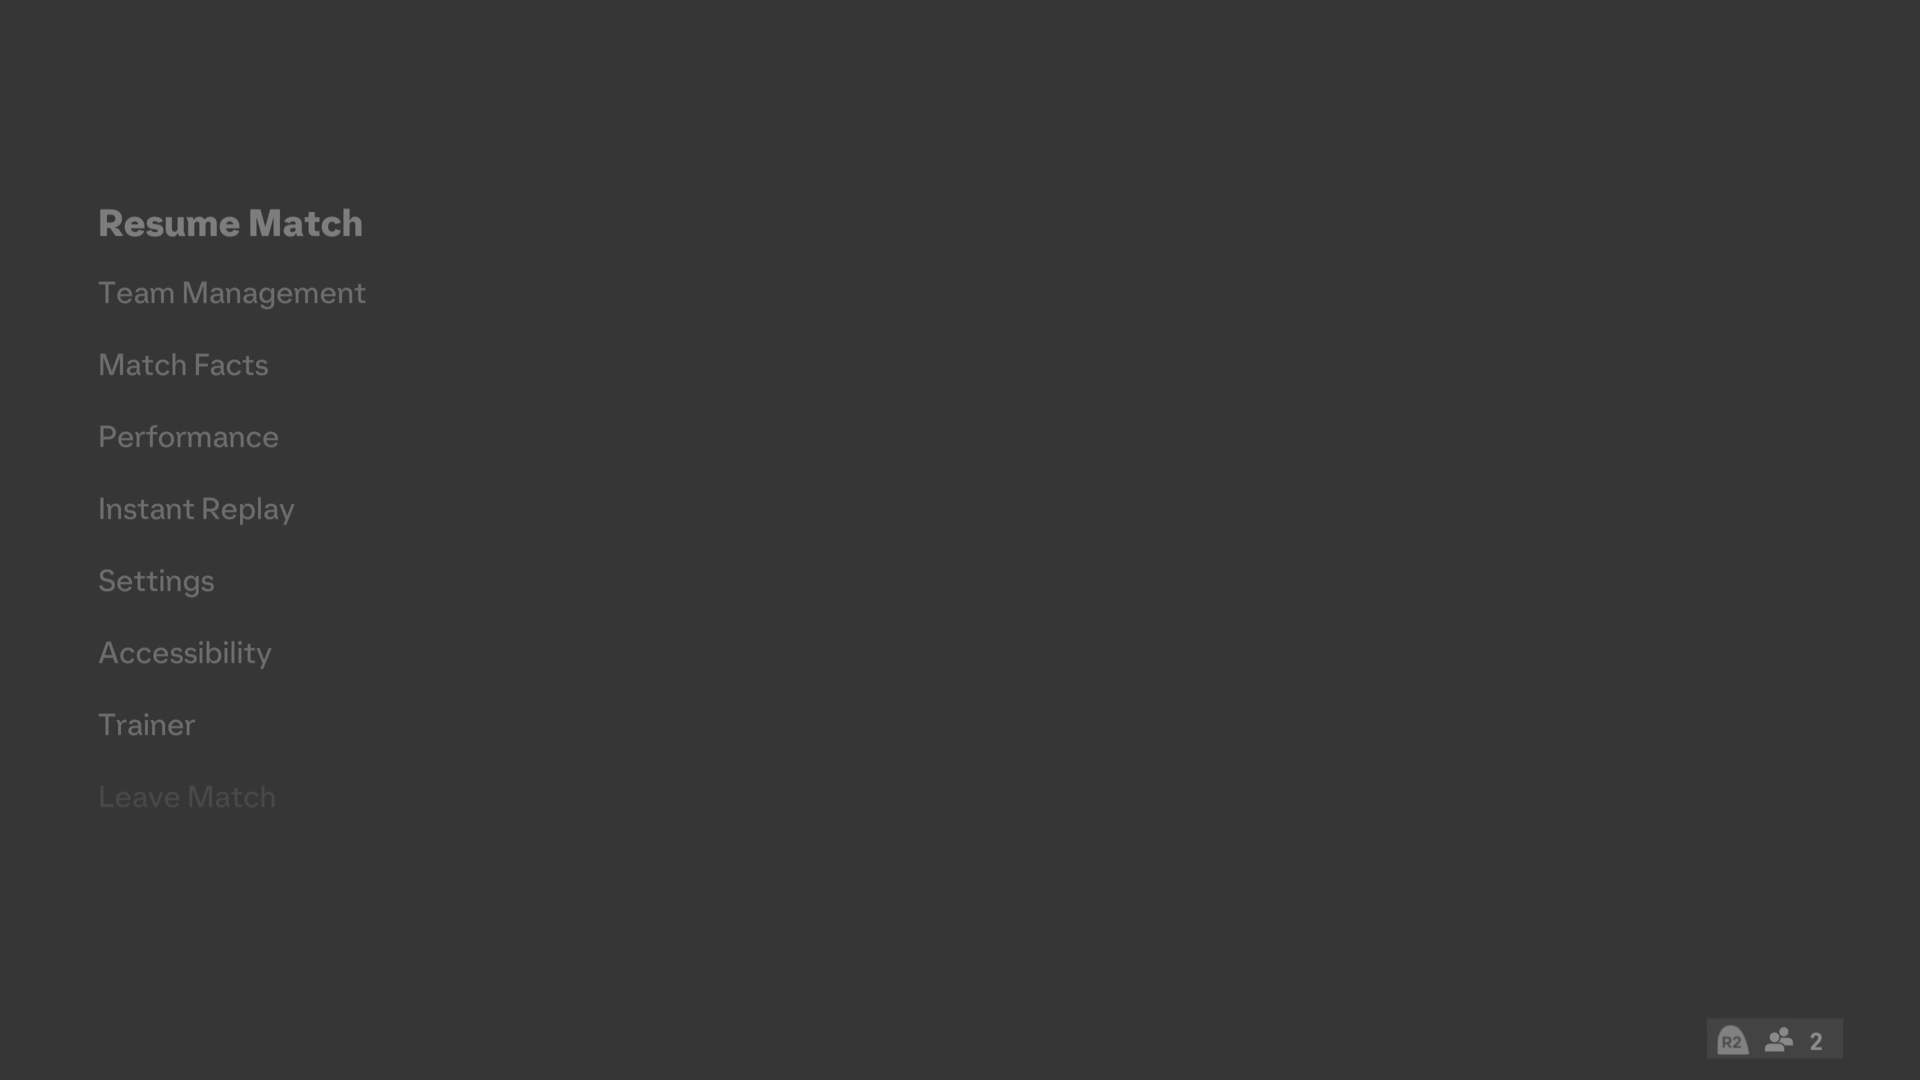 Resume Match
Team Management
Match Facts
Performance
Instant Replay
Settings
Accessibility
Trainer
Leave Match
R2 2